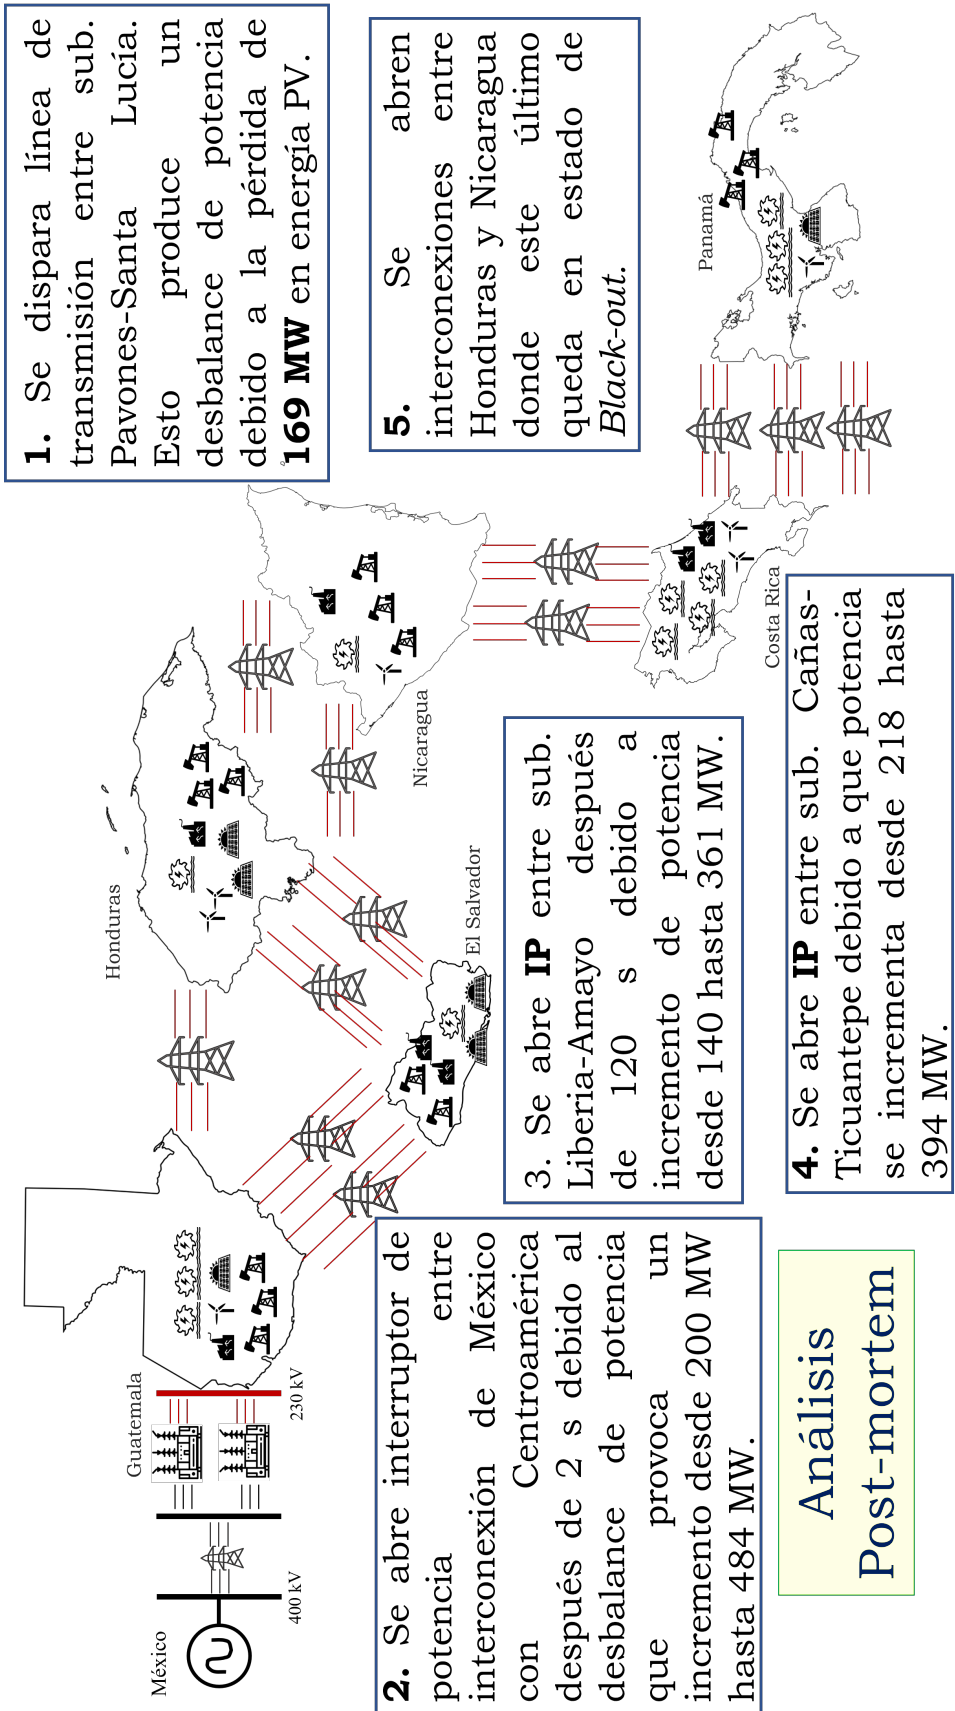 México
400 kV
230 kV
Guatemala
Honduras
El Salvador
Nicaragua
Costa Rica
Panamá
1. Se dispara línea de
transmisión entre sub.
Pavones-Santa Lucía.
Esto produce un
desbalance de potencia
debido a la pérdida de
169 MW en energía PV.
2. Se abre interruptor de
potencia entre
interconexión de México
con Centroamérica
después de 2 s debido al
desbalance de potencia
que provoca un
incremento desde 200 MW
hasta 484 MW.
3. Se abre IP entre sub.
Liberia-Amayo después
de 120 s debido a
incremento de potencia
desde 140 hasta 361 MW.
4. Se abre IP entre sub. Cañas-
Ticuantepe debido a que potencia
se incrementa desde 218 hasta
394 MW.
5. Se abren
interconexiones entre
Honduras y Nicaragua
donde este último
queda en estado de
Black-out.
Análisis
Post-mortem